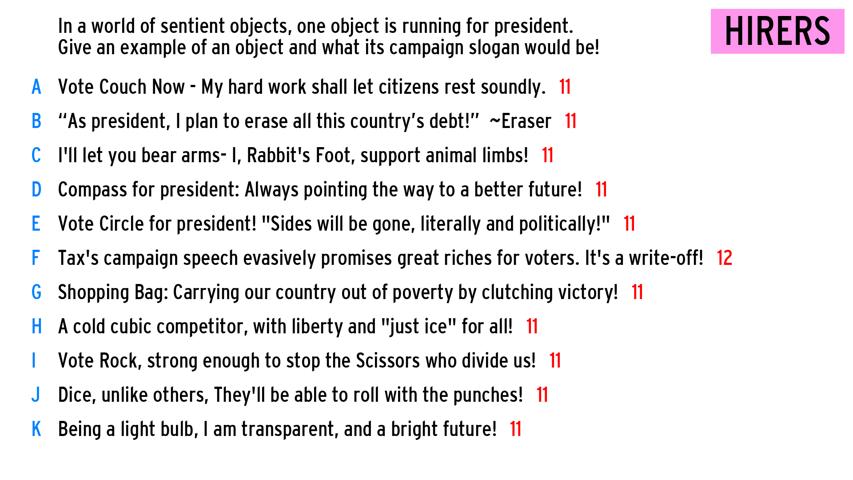 In a world of sentient objects, one object is running for president.
Give an example of an object and what its campaign slogan would be!
HIRERS
A Vote Couch Now - My hard work shall let citizens rest soundly. 11
B “As president, I plan to erase all this country’s debt!” ~Eraser 11
C I'll let you bear arms- I, Rabbit's Foot, support animal limbs! 11
D Compass for president: Always pointing the way to a better future! 11
E Vote Circle for president! "Sides will be gone, literally and politically!" 11
F Tax's campaign speech evasively promises great riches for voters. It's a write-off! 12
G Shopping Bag: Carrying our country out of poverty by clutching victory! 11
H A cold cubic competitor, with liberty and "just ice" for all! 11
I Vote Rock, strong enough to stop the Scissors who divide us! 11
J Dice, unlike others, They'll be able to roll with the punches! 11
K Being a light bulb, I am transparent, and a bright future! 11